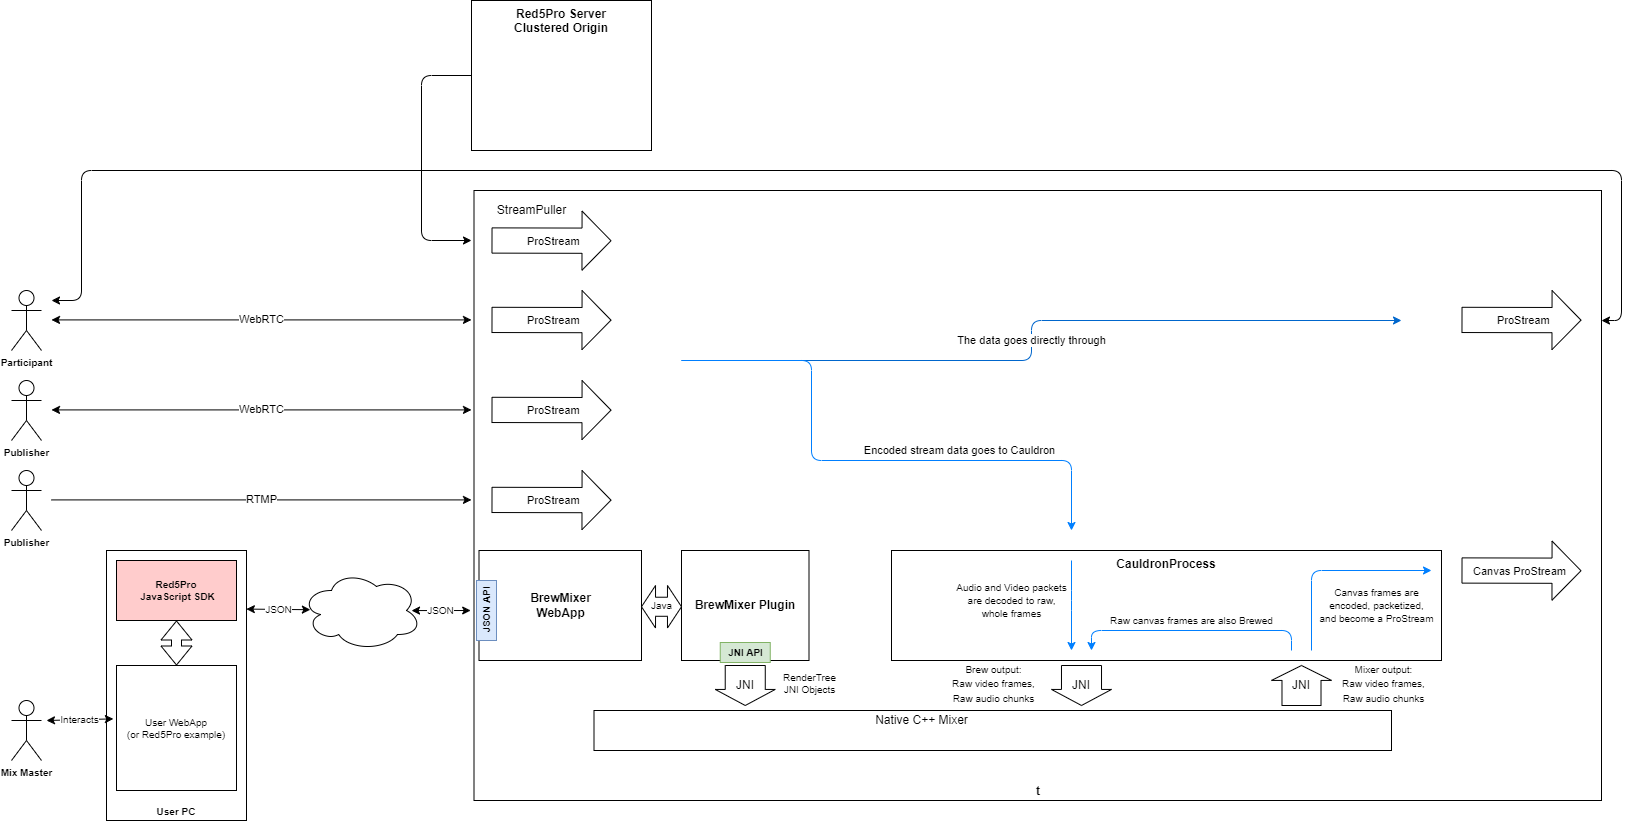 Red5Pro Server
Clustered Origin
StreamPuller
ProStream
Participant
WebRTC
ProStream
The data goes directly through
ProStream
Publisher
WebRTC
ProStream
Encoded stream data goes to Cauldron
Publisher
RTMP
ProStream
Red5Pro
JavaScript SDK
JSON
JSON
JSON API
BrewMixer
WebApp
Java
BrewMixer Plugin
JNI API
JNI
RenderTree
JNI Objects
CauldronProcess
Audio and Video packets
are decoded to raw,
whole frames
Raw canvas frames are also Brewed
Canvas frames are
encoded, packetized,
and become a ProStream
Canvas ProStream
Brew output:
Raw video frames,
Raw audio chunks
JNI
JNI
Mixer output:
Raw video frames,
Raw audio chunks
Native C++ Mixer
Mix Master
Interacts
User WebApp
(or Red5Pro example)
User PC
t